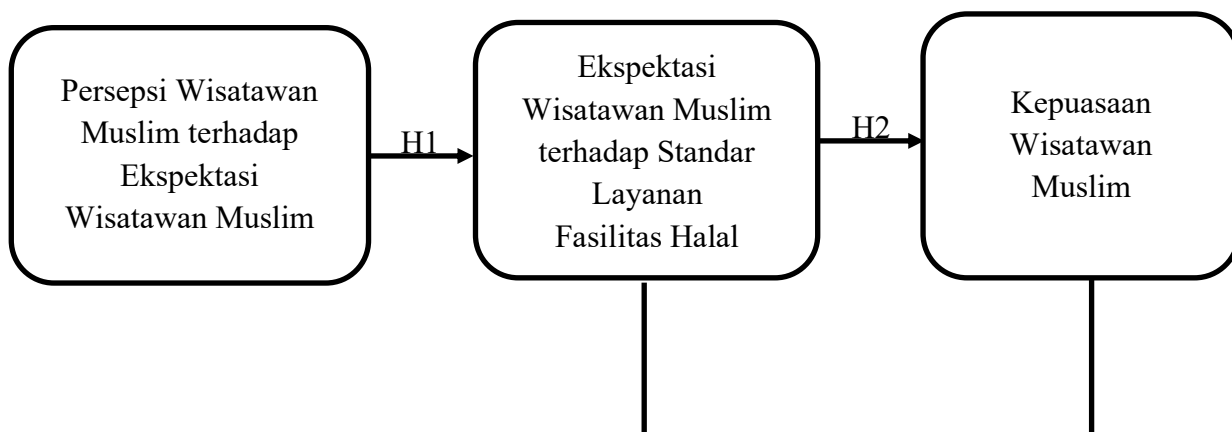 Persepsi Wisatawan
Muslim terhadap
Ekspektasi
Wisatawan Muslim
H1
Ekspektasi
Wisatawan Muslim
terhadap Standar
Layanan
Fasilitas Halal
H2
Kepuasaan
Wisatawan
Muslim